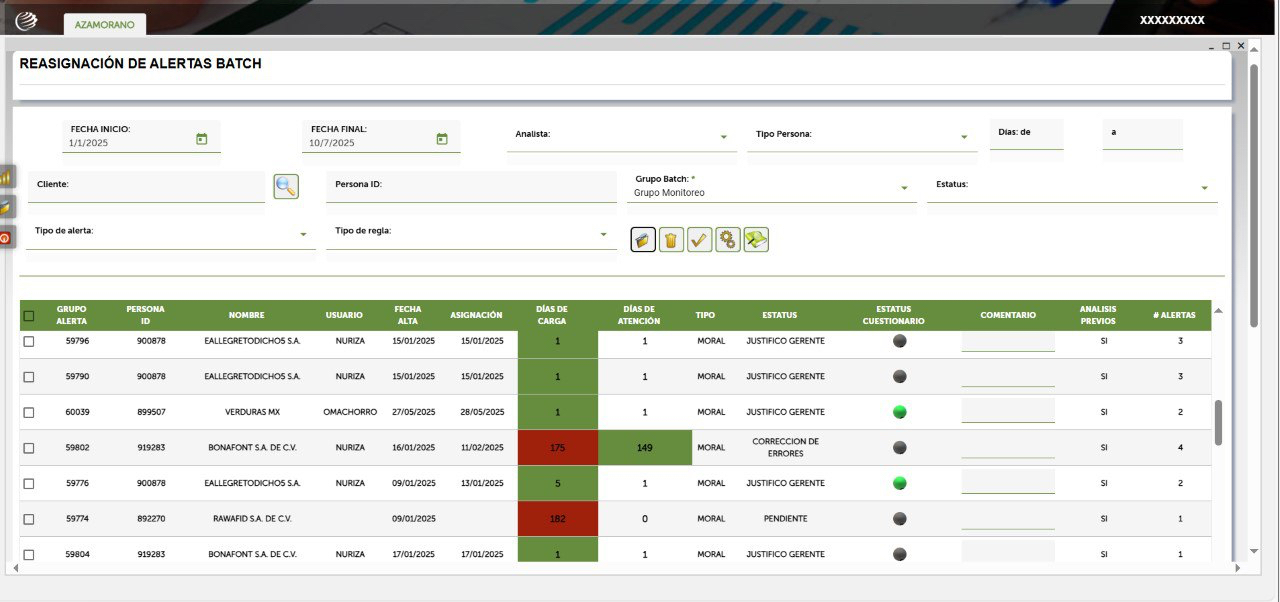 AZAMORANO
XXXXXXXXX
REASIGNACIÓN DE ALERTAS BATCH
FECHA INICIO:
1/1/2025
FECHA FINAL:
10/7/2025
Analista:
Tipo Persona:
Días: de
a
Cliente:
Persona ID:
Grupo Batch: *
Grupo Monitoreo
Estatus:
Tipo de alerta:
Tipo de regla:
GRUPO ALERTA PERSONA ID NOMBRE USUARIO FECHA ALTA ASIGNACIÓN DÍAS DE CARGA DÍAS DE ATENCIÓN TIPO ESTATUS ESTATUS CUESTIONARIO COMENTARIO ANALISIS PREVIOS # ALERTAS
59796 900878 EALLEGRETODICHO5 S.A. NURIZA 15/01/2025 15/01/2025 1 1 MORAL JUSTIFICO GERENTE SI 3
59790 900878 EALLEGRETODICHO5 S.A. NURIZA 15/01/2025 15/01/2025 1 1 MORAL JUSTIFICO GERENTE SI 3
60039 899507 VERDURAS MX OMACHORRO 27/05/2025 28/05/2025 1 1 MORAL JUSTIFICO GERENTE SI 2
59802 919283 BONAFONT S.A. DE C.V. NURIZA 16/01/2025 11/02/2025 175 149 MORAL CORRECCION DE ERRORES SI 4
59776 900878 EALLEGRETODICHO5 S.A. NURIZA 09/01/2025 13/01/2025 5 1 MORAL JUSTIFICO GERENTE SI 2
59774 892270 RAWAFID S.A. DE C.V. 09/01/2025 182 0 MORAL PENDIENTE SI 1
59804 919283 BONAFONT S.A. DE C.V. NURIZA 17/01/2025 17/01/2025 1 1 MORAL JUSTIFICO GERENTE SI 1